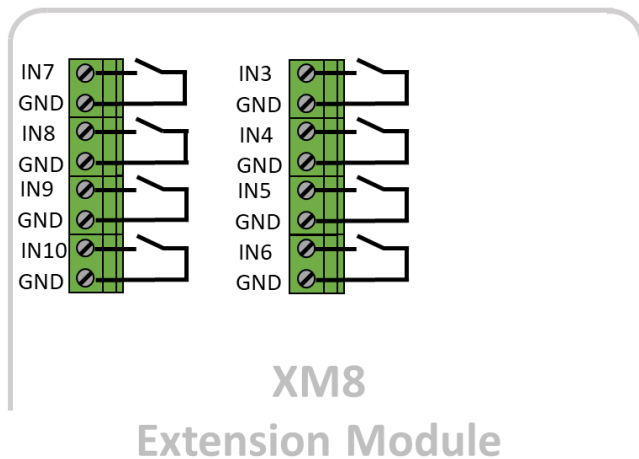 IN7
GND
IN8
GND
IN9
GND
IN10
GND
IN3
GND
IN4
GND
IN5
GND
IN6
GND
XM8
Extension Module